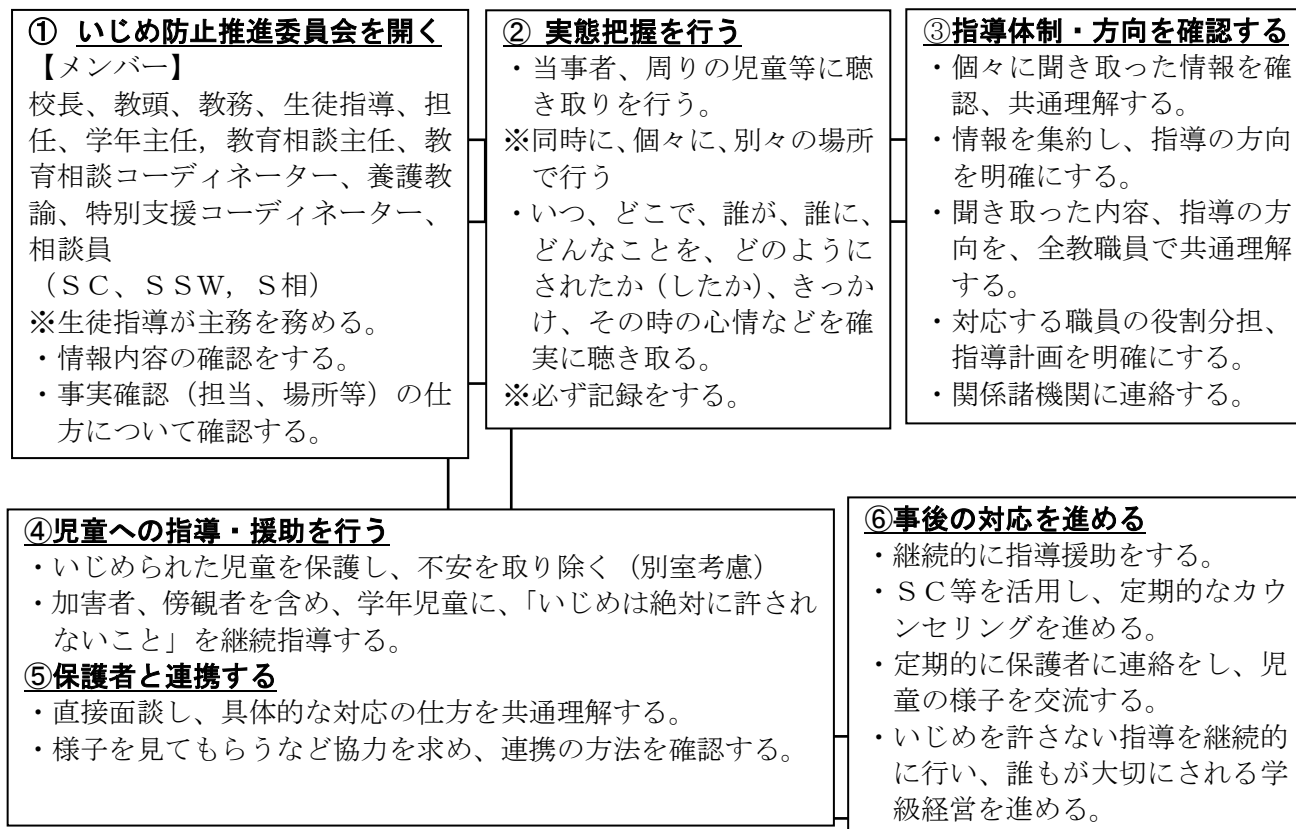 ① いじめ防止推進委員会を開く
【メンバー】
校長、教頭、教務、生徒指導、担
任、学年主任，教育相談主任、教
育相談コーディネーター、養護教
諭、特別支援コーディネーター、
相談員
（ＳＣ、ＳＳＷ，Ｓ相）
※生徒指導が主務を務める。
・情報内容の確認をする。
・事実確認（担当、場所等）の仕
方について確認する。
② 実態把握を行う
・当事者、周りの児童等に聴
き取りを行う。
※同時に、個々に、別々の場所
で行う
・いつ、どこで、誰が、誰に、
どんなことを、どのように
されたか（したか）、きっか
け、その時の心情などを確
実に聴き取る。
※必ず記録をする。
③指導体制・方向を確認する
・個々に聞き取った情報を確
認、共通理解する。
・情報を集約し、指導の方向
を明確にする。
・聞き取った内容、指導の方
向を、全教職員で共通理解
する。
・対応する職員の役割分担、
指導計画を明確にする。
・関係諸機関に連絡する。
④児童への指導・援助を行う
・いじめられた児童を保護し、不安を取り除く（別室考慮）
・加害者、傍観者を含め、学年児童に、「いじめは絶対に許され
ないこと」を継続指導する。
⑤保護者と連携する
・直接面談し、具体的な対応の仕方を共通理解する。
・様子を見てもらうなど協力を求め、連携の方法を確認する。
⑥事後の対応を進める
・継続的に指導援助をする。
・ＳＣ等を活用し、定期的なカウ
ンセリングを進める。
・定期的に保護者に連絡をし、児
童の様子を交流する。
・いじめを許さない指導を継続的
に行い、誰もが大切にされる学
級経営を進める。